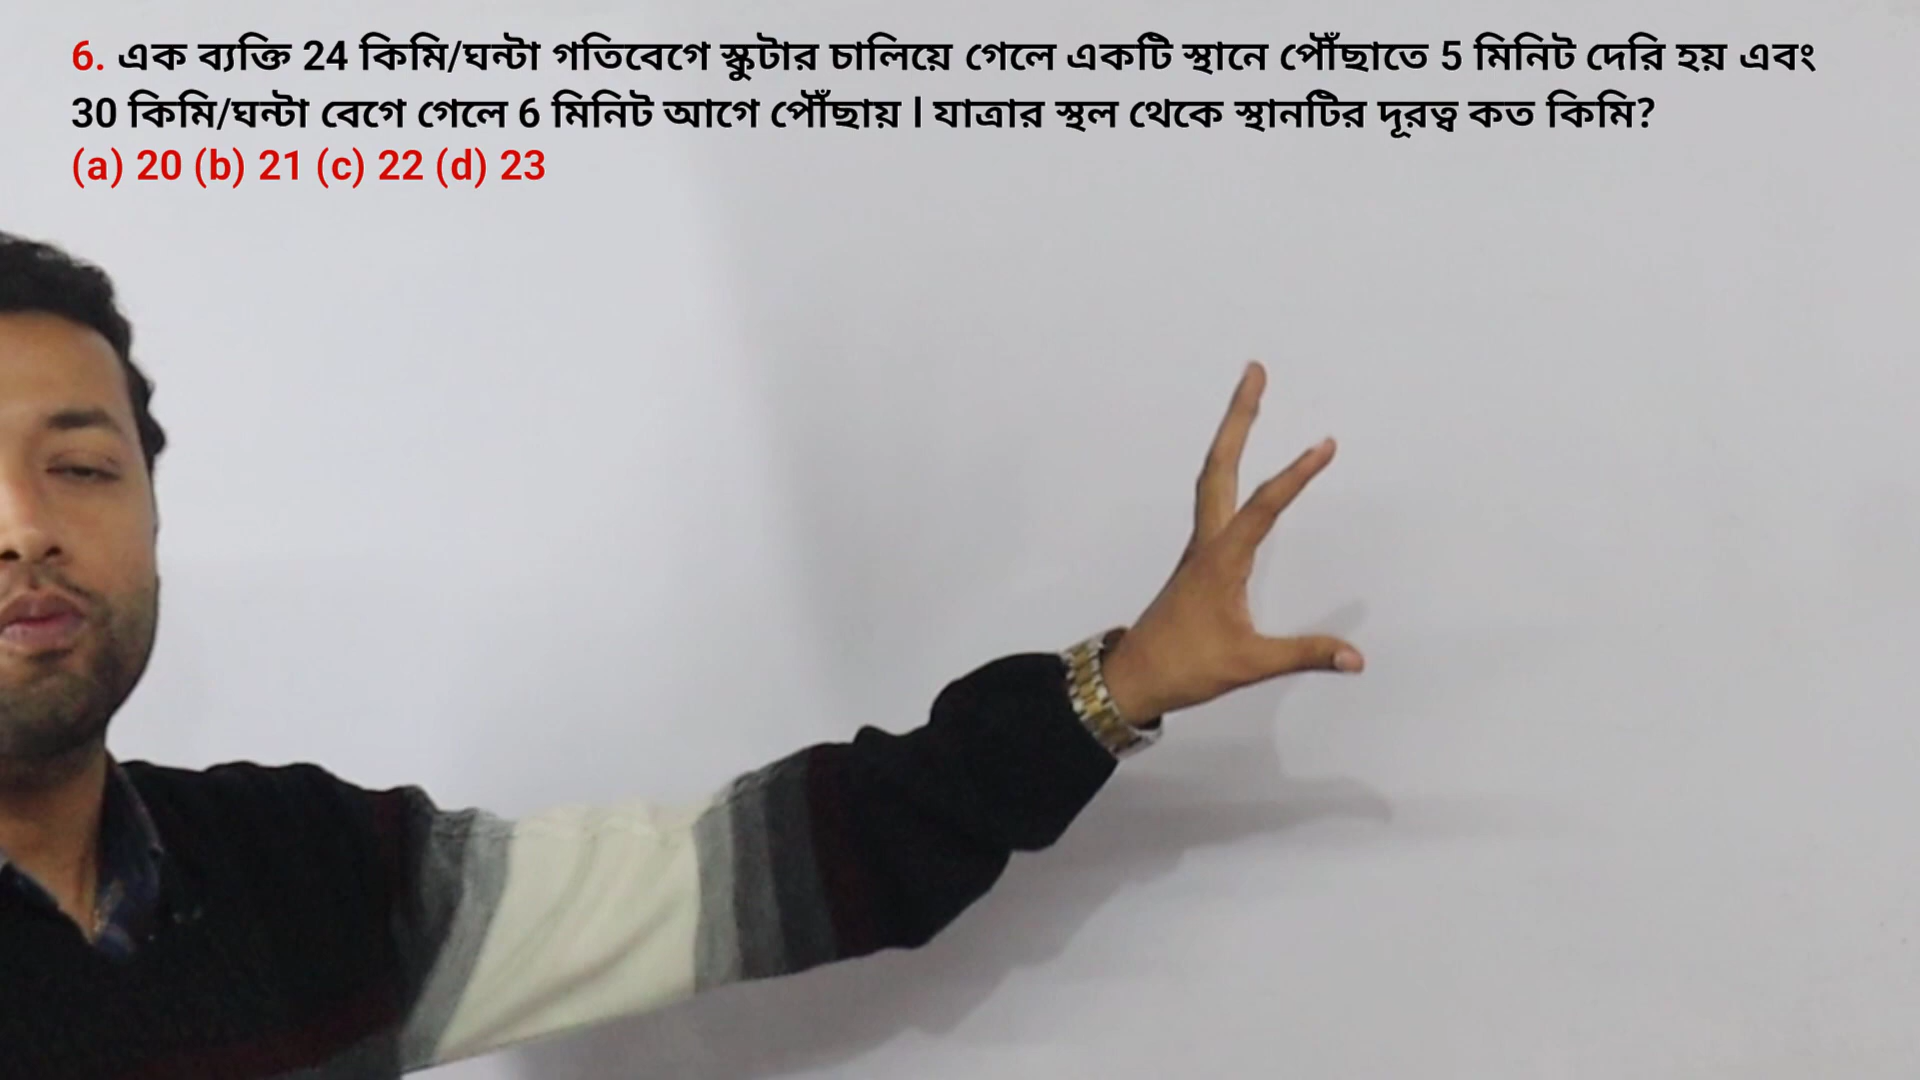 6. এক ব্যক্তি 24 কিমি/ঘন্টা গতিবেগে স্কুটার চালিয়ে গেলে একটি স্থানে পৌঁছাতে 5 মিনিট দেরি হয় এবং
30 কিমি/ঘন্টা বেগে গেলে 6 মিনিট আগে পৌঁছায় l যাত্রার স্থল থেকে স্থানটির দূরত্ব কত কিমি?
(a) 20 (b) 21 (c) 22 (d) 23